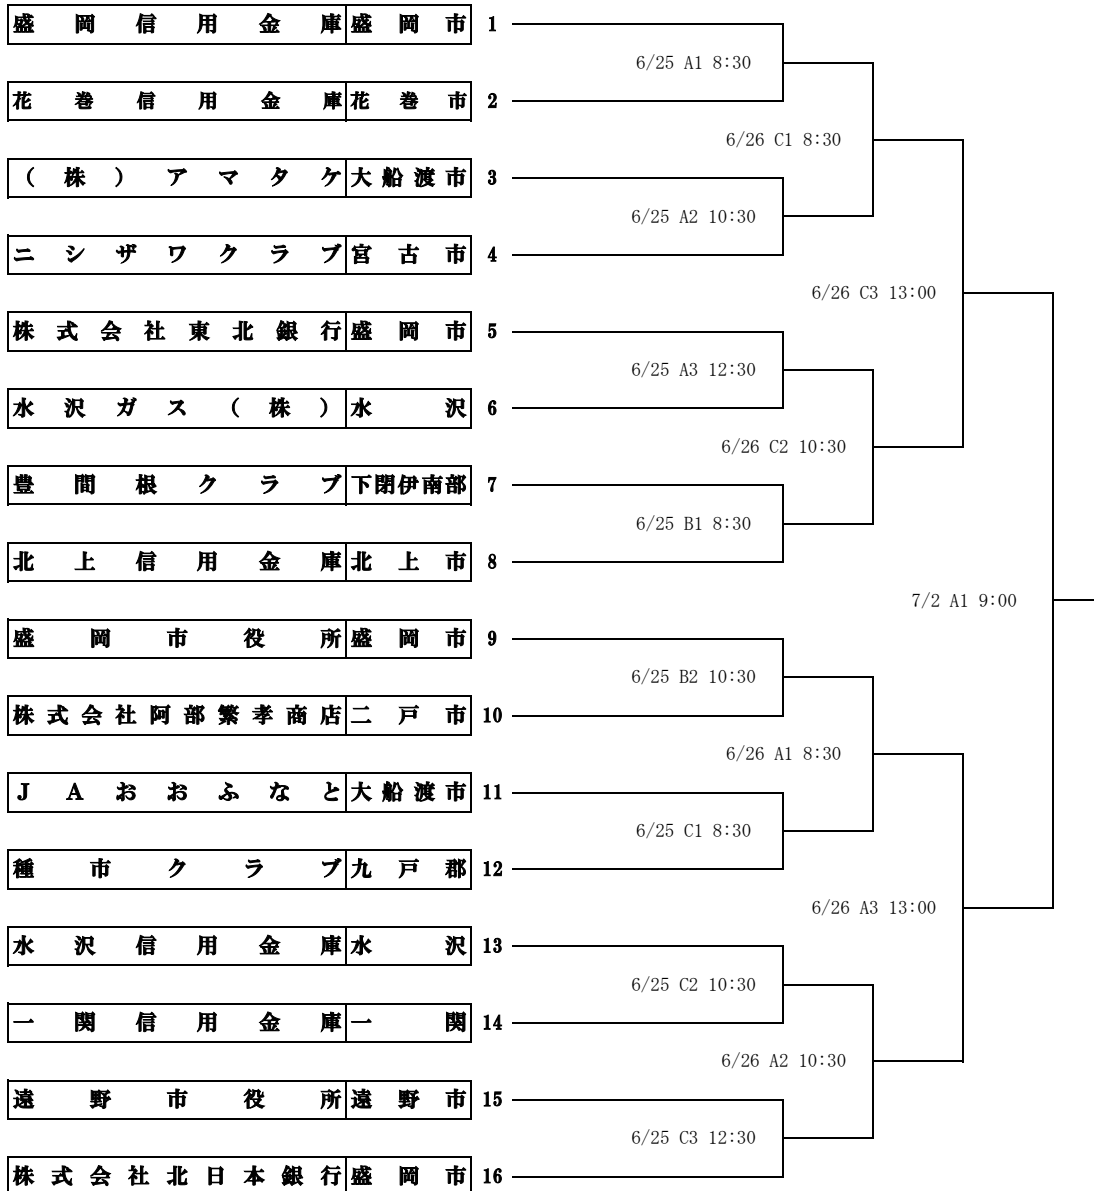 盛岡信用金庫 盛岡市 1
6/25 A1 8:30
花巻信用金庫 花巻市 2
6/26 C1 8:30
（株）アマタケ 大船渡市 3
6/25 A2 10:30
ニシザワクラブ 宮古市 4
6/26 C3 13:00
株式会社東北銀行 盛岡市 5
6/25 A3 12:30
水沢ガス（株） 水沢 6
6/26 C2 10:30
豊間根クラブ 下閉伊南部 7
6/25 B1 8:30
北上信用金庫 北上市 8
7/2 A1 9:00
盛岡市役所 盛岡市 9
6/25 B2 10:30
株式会社阿部繁孝商店 二戸市 10
6/26 A1 8:30
ＪＡおおふなと 大船渡市 11
6/25 C1 8:30
種市クラブ 九戸郡 12
6/26 A3 13:00
水沢信用金庫 水沢 13
6/25 C2 10:30
一関信用金庫 一関 14
6/26 A2 10:30
遠野市役所 遠野市 15
6/25 C3 12:30
株式会社北日本銀行 盛岡市 16